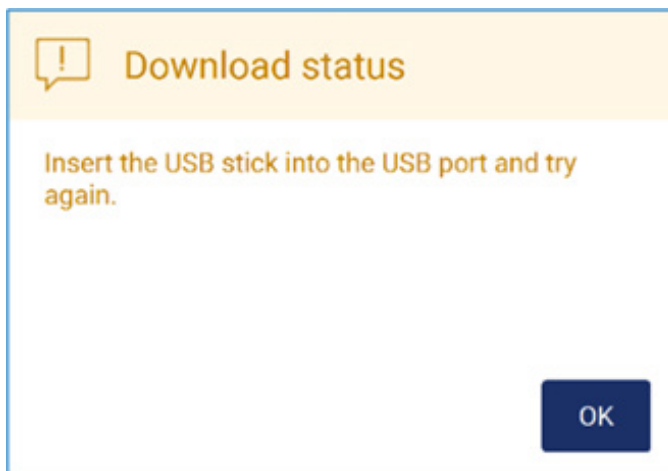 Download status
Insert the USB stick into the USB port and try
again.
OK